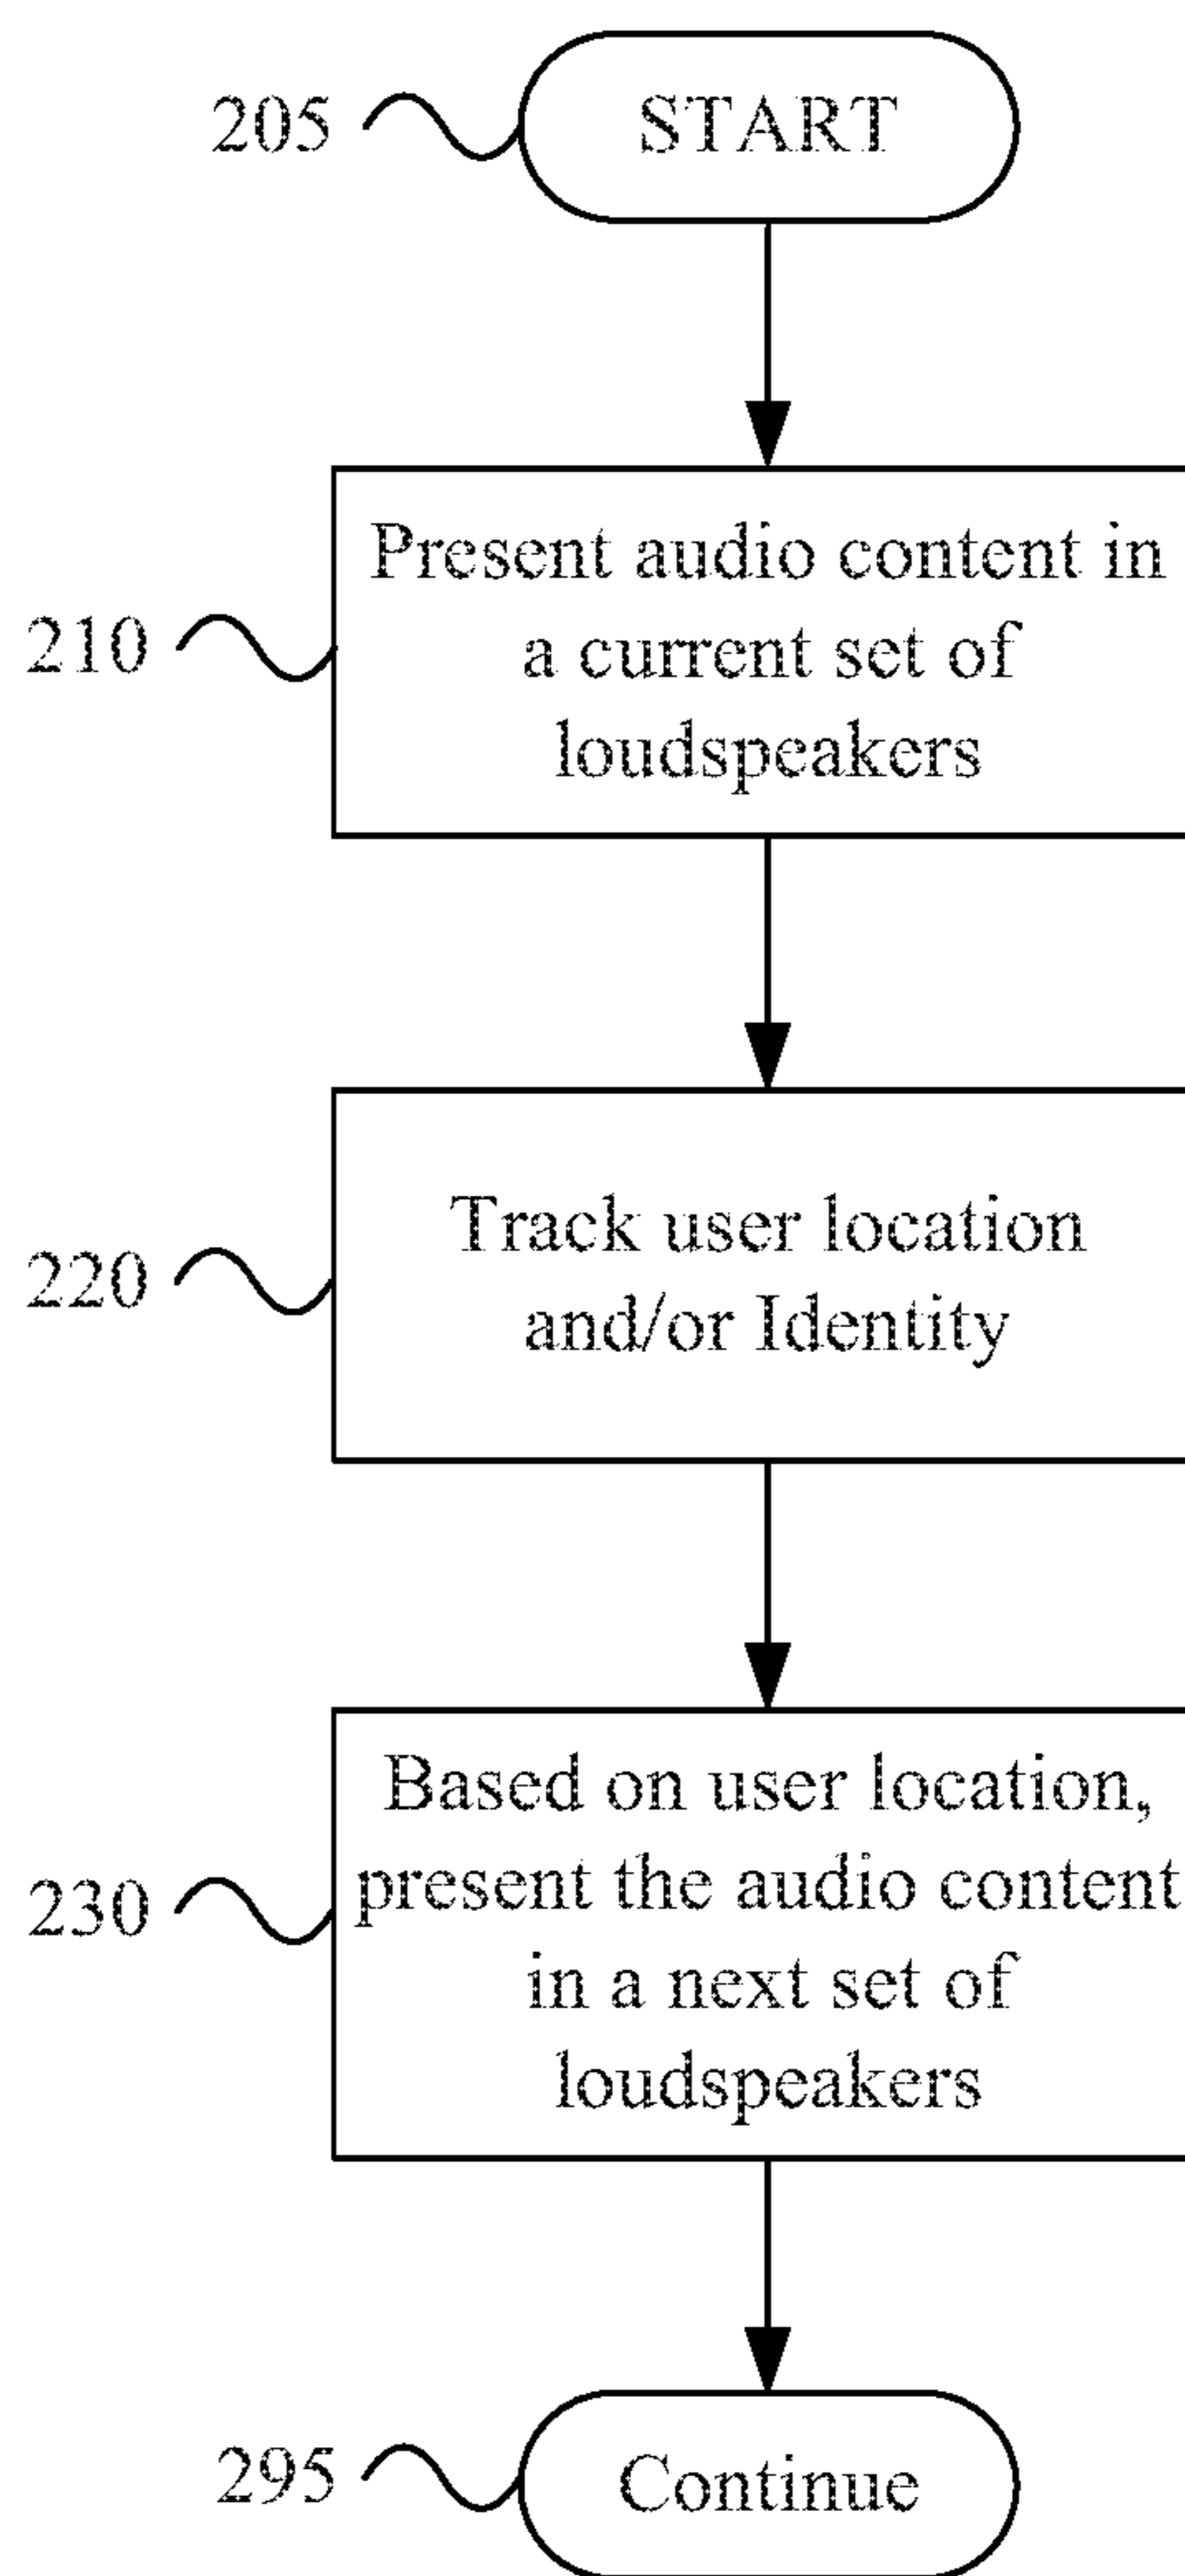 205
START
210
Present audio content in
a current set of
loudspeakers
220
Track user location
and/or Identity
230
Based on user location,
present the audio content
in a next set of
loudspeakers
295
Continue